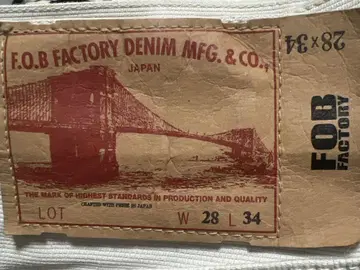 F.O.B FACTORY DENIM MFG. & CO.,
JAPAN
THE MARK OF HIGHEST STANDARDS IN PRODUCTION AND QUALITY
CRAFTED WITH PRIDE IN JAPAN
LOT W 28 L 34
28×34
FOB
FACTORY